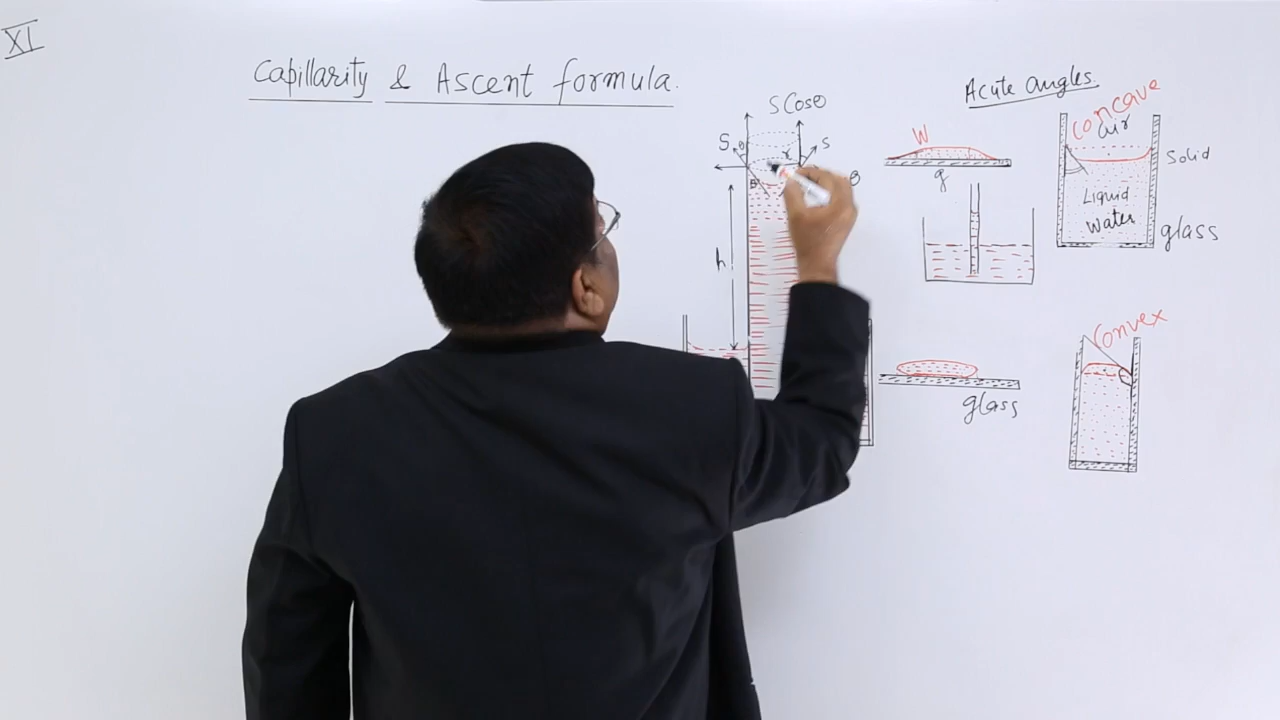 XI
Capillarity & Ascent formula.
Acute angles.
S Cosθ
S θ
r S
θ
θ
h
W
g
Concave
air
Solid
Liquid
Water
glass
Convex
glass